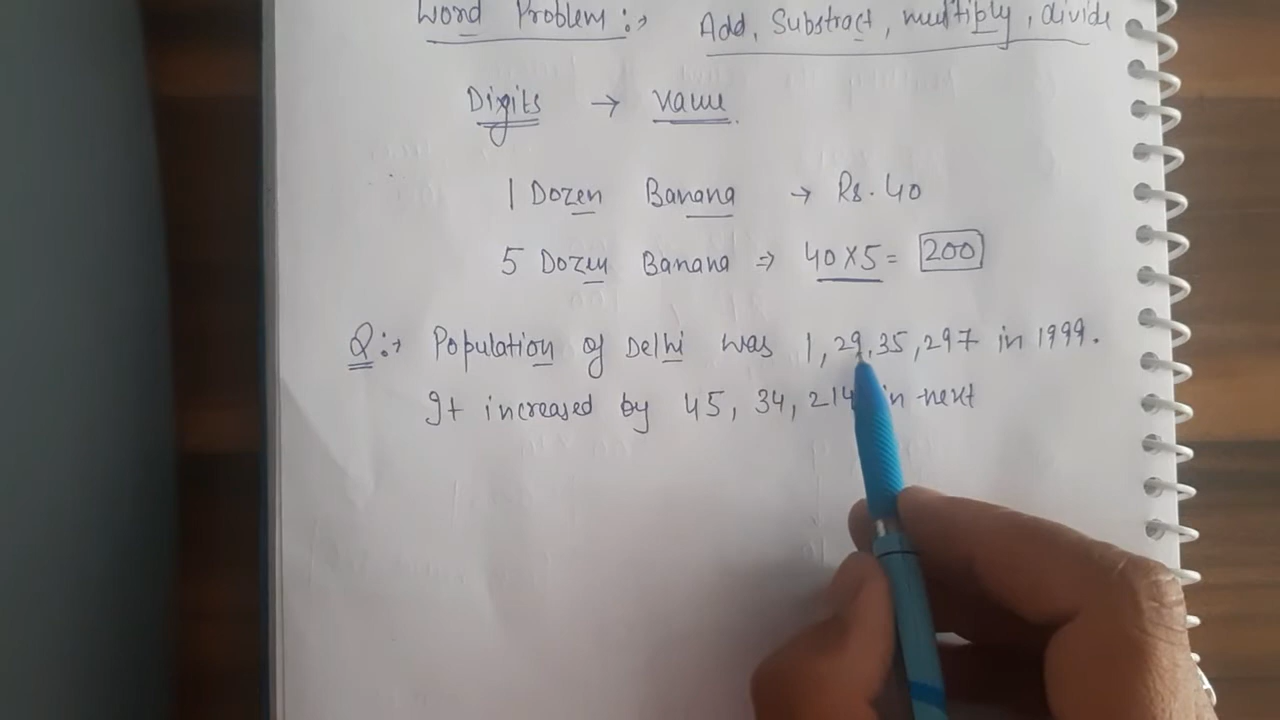 Word Problem :→ Add, Substract, multiply, divide
Digits → Value.
1 Dozen Banana → Rs. 40
5 Dozen Banana ⇒ 40 x 5 = 200
Q:→ Population of Delhi was 1,29,35,297 in 1999.
It increased by 45, 34, 214 in next